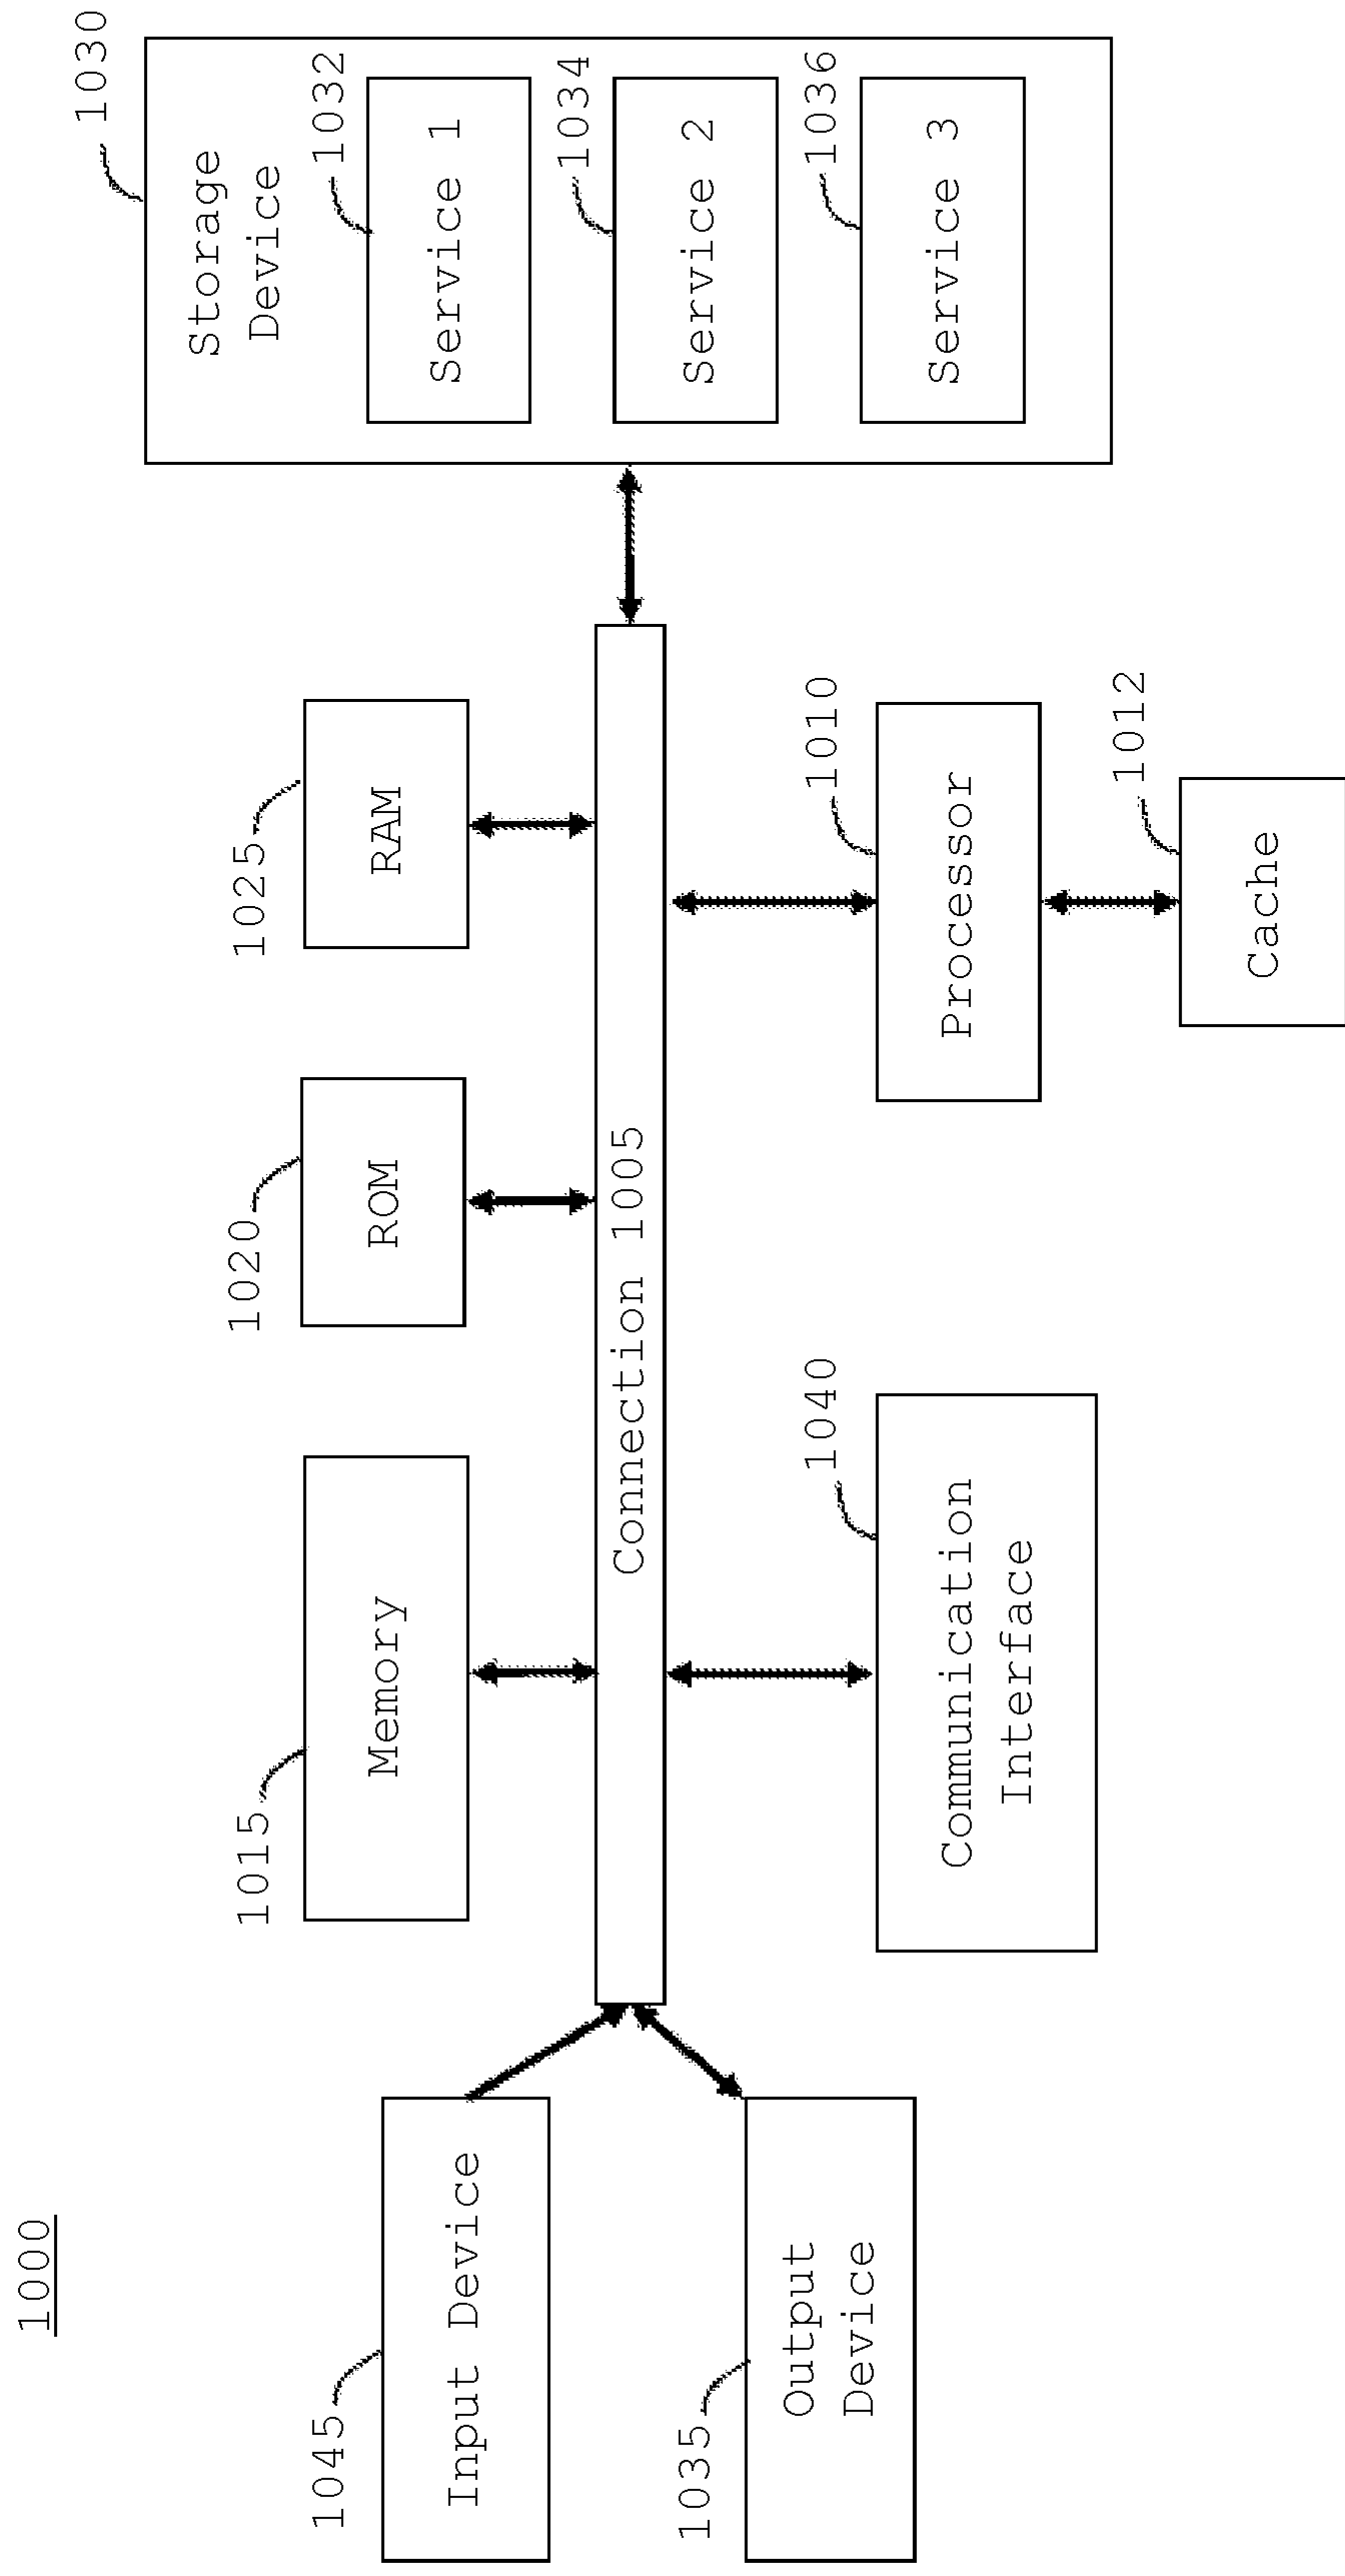 1000
1045
Input Device
1035
Output
Device
1015
Memory
1020
ROM
1025
RAM
Connection 1005
1040
Communication
Interface
1010
Processor
1012
Cache
1030
Storage
Device
1032
Service 1
1034
Service 2
1036
Service 3